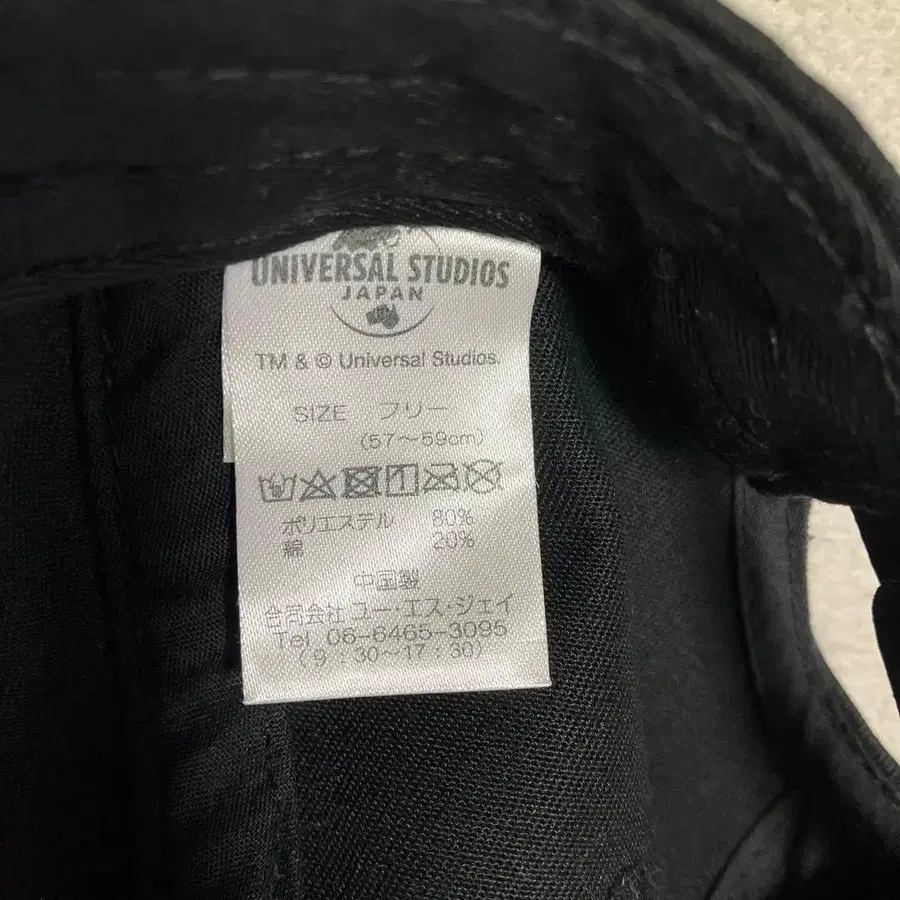 UNIVERSAL STUDIOS
JAPAN
TM & © Universal Studios.
SIZE フリー
(57～59cm)
ポリエステル 80%
綿 20%
中国製
合同会社 ユー・エス・ジェイ
Tel 06-6465-3095
(9:30～17:30)